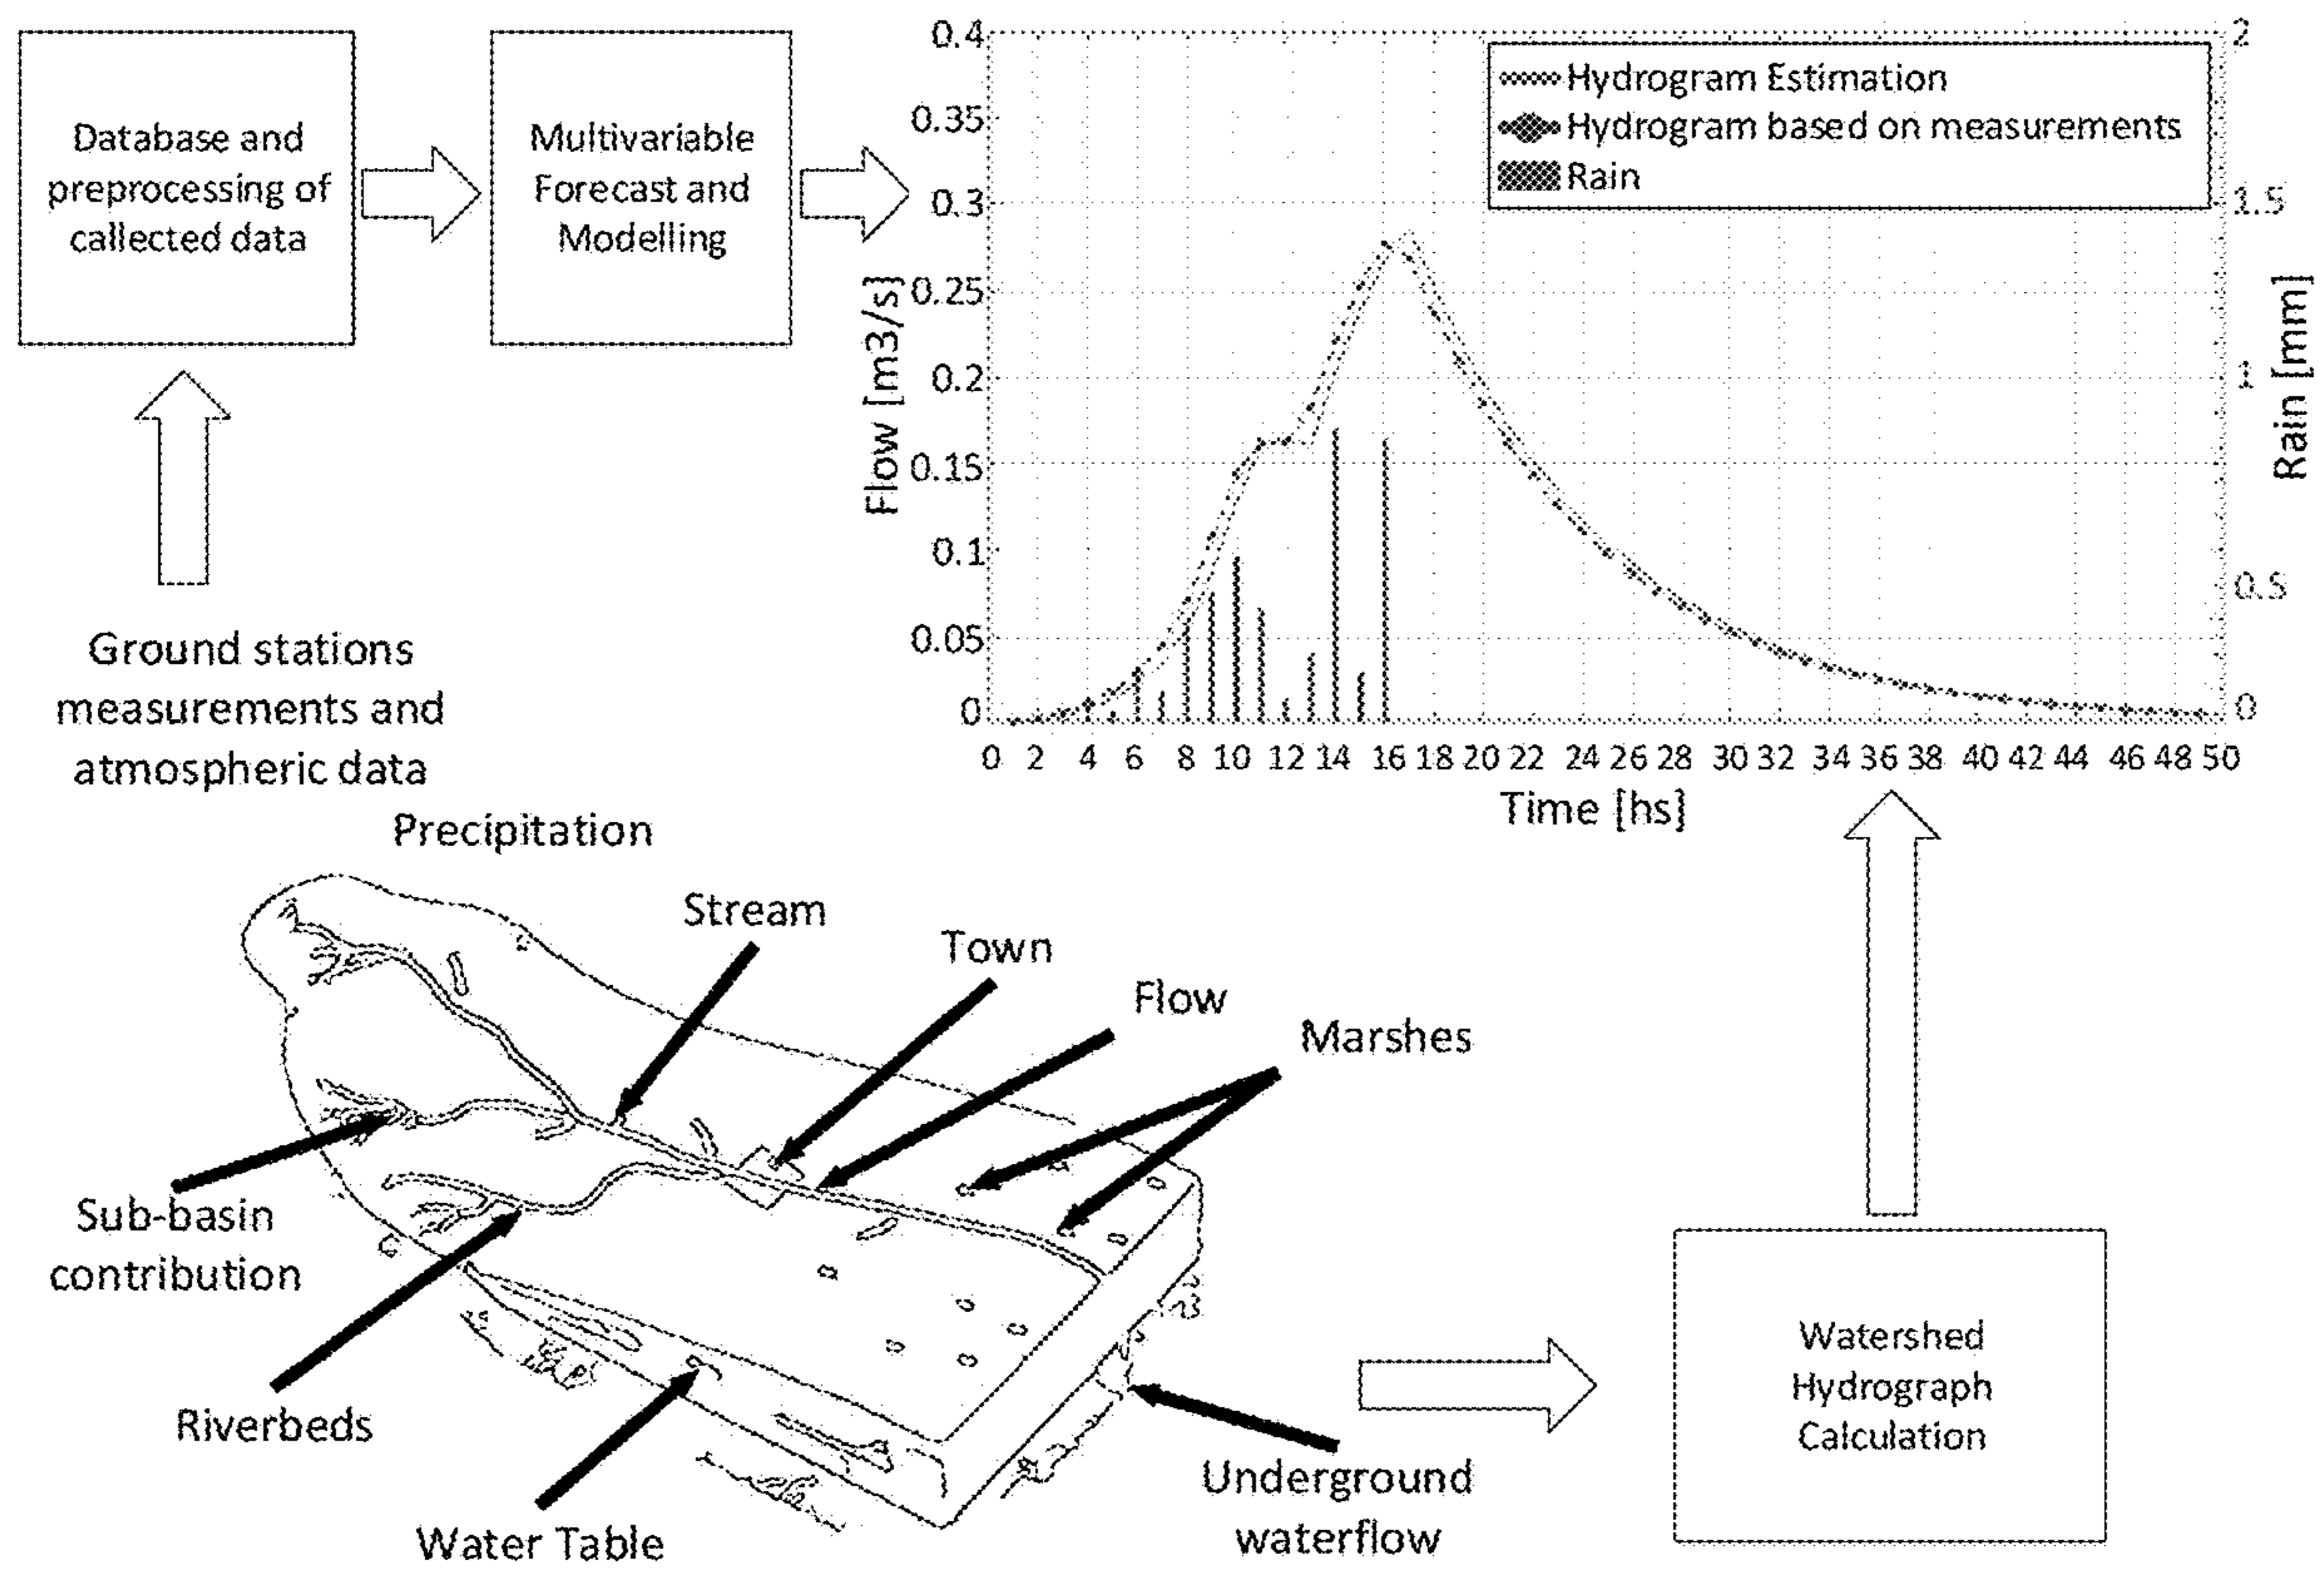 Database and
preprocessing of
callected data
Multivariable
Forecast and
Modelling
Ground stations
measurements and
atmospheric data
0.4
0.35
0.3
0.25
0.2
0.15
0.1
0.05
0
Flow [m3/s]
Hydrogram Estimation
Hydrogram based on measurements
Rain
2
1.5
1
0.5
0
Rain [mm]
0 2 4 6 8 10 12 14 16 18 20 22 24 26 28 30 32 34 36 38 40 42 44 46 48 50
Time [hs]
Precipitation
Stream
Town
Flow
Marshes
Sub-basin
contribution
Riverbeds
Water Table
Underground
waterflow
Watershed
Hydrograph
Calculation